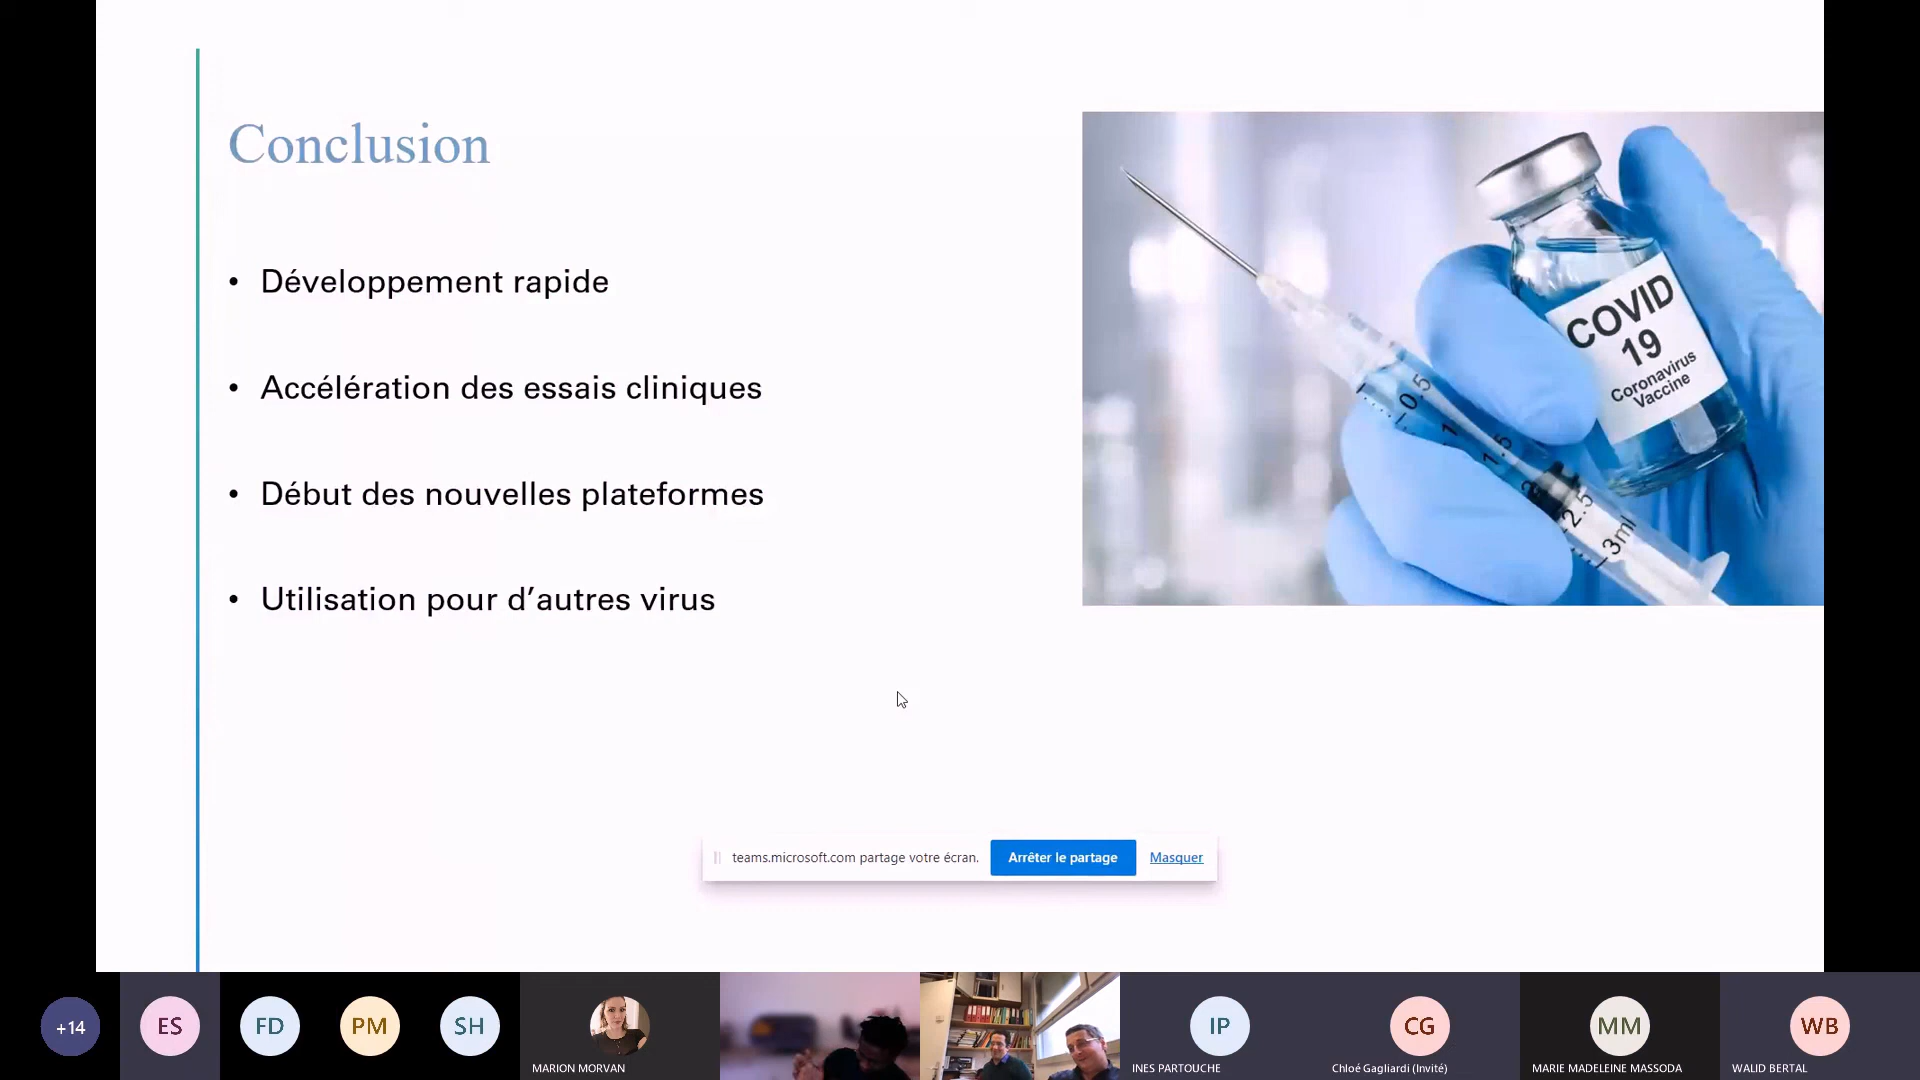 Conclusion
• Développement rapide
• Accélération des essais cliniques
• Début des nouvelles plateformes
• Utilisation pour d’autres virus
COVID
19
Coronavirus
Vaccine
0.5
1
1.5
2
2.5
3ml
teams.microsoft.com partage votre écran.
Arrêter le partage
Masquer
+14
ES
FD
PM
SH
MARION MORVAN
IP
INES PARTOUCHE
CG
Chloé Gagliardi (Invité)
MM
MARIE MADELEINE MASSODA
WB
WALID BERTAL